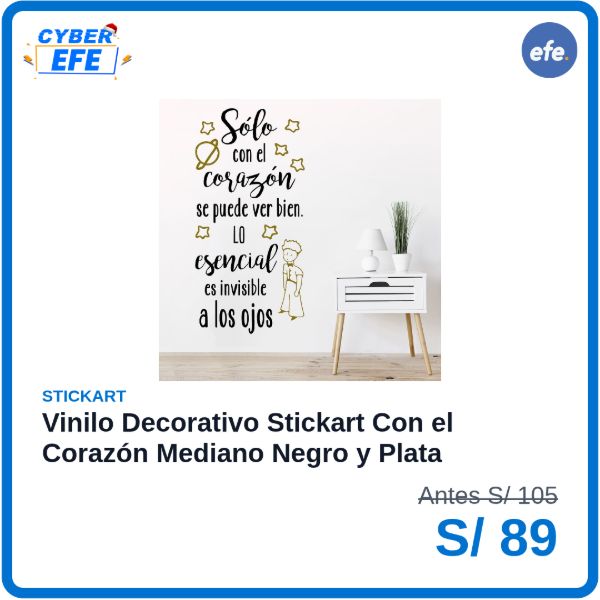 CYBER
EFE
efe.
Sólo
con el
corazón
se puede ver bien.
LO
esencial
es invisible
a los ojos
STICKART
Vinilo Decorativo Stickart Con el
Corazón Mediano Negro y Plata
Antes S/ 105
S/ 89